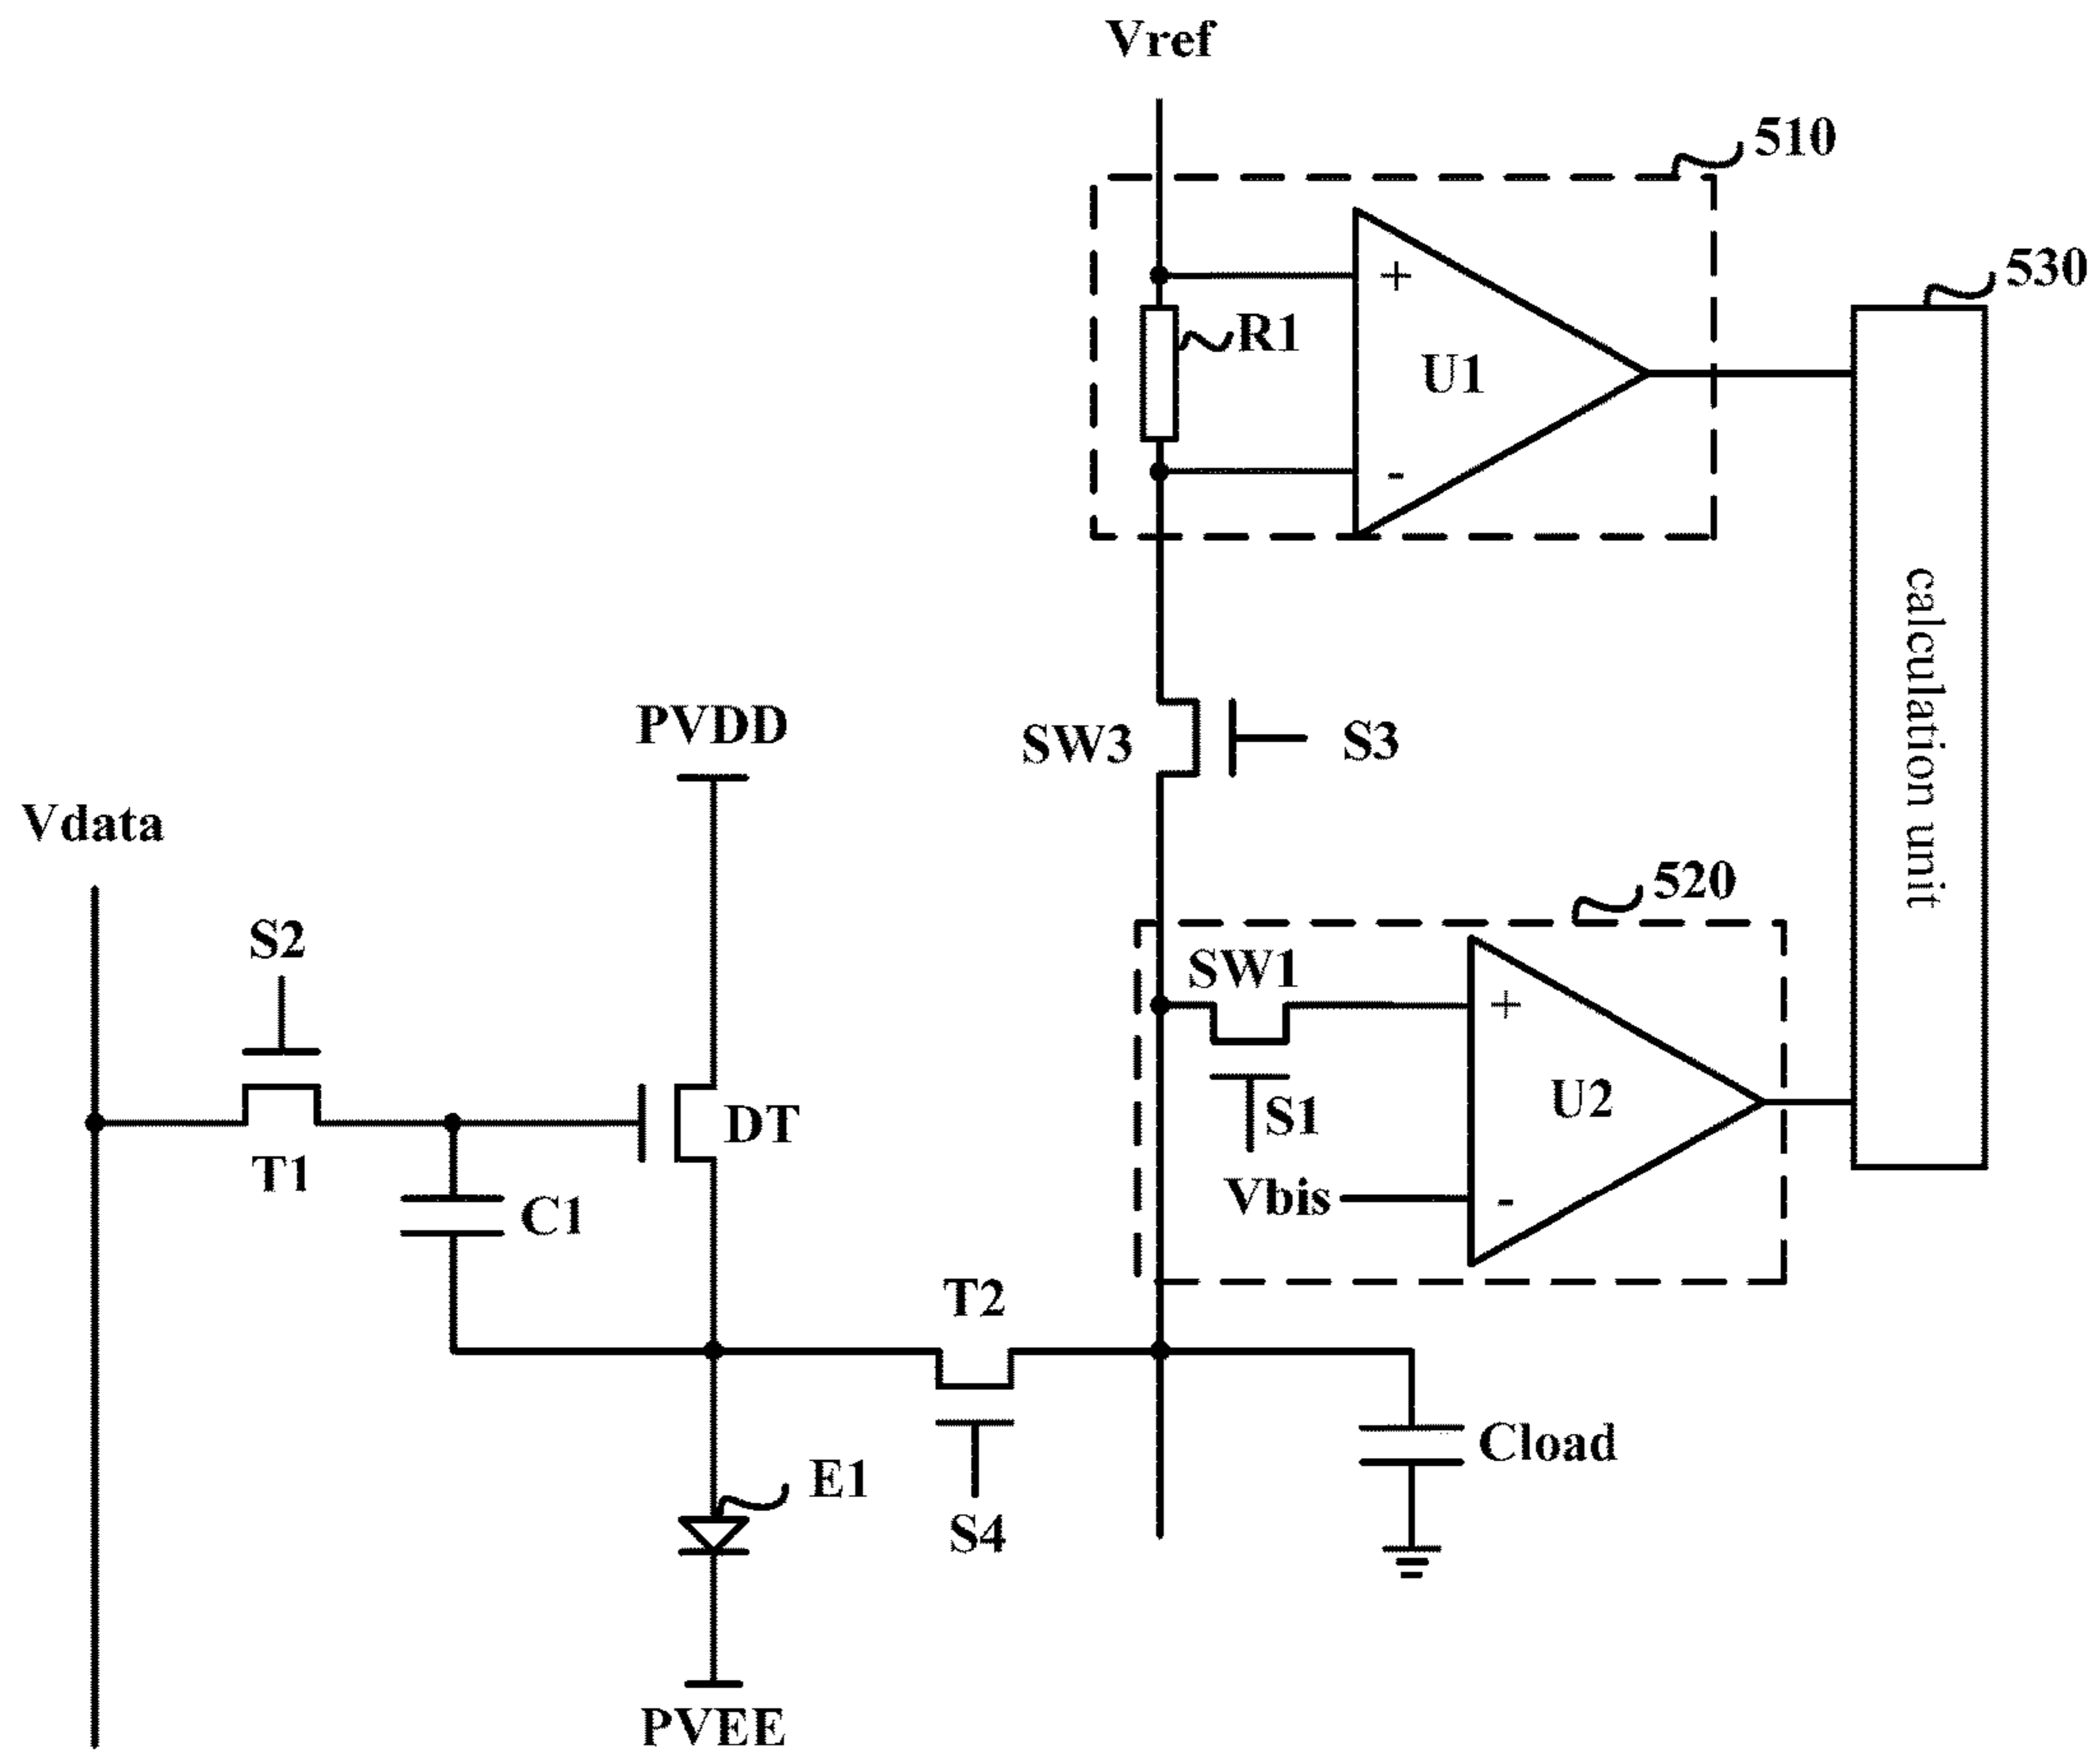 Vref
510
530
+
R1
U1
-
calculation unit
PVDD
SW3
S3
Vdata
520
S2
SW1
+
DT
S1
U2
T1
Vbis
-
C1
T2
Cload
E1
S4
PVEE